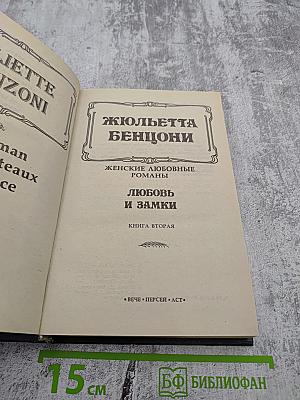 LIETTE
NZONI
man
teaux
ce
ЖЮЛЬЕТТА
БЕНЦОНИ
ЖЕНСКИЕ ЛЮБОВНЫЕ
РОМАНЫ
ЛЮБОВЬ
И ЗАМКИ
КНИГА ВТОРАЯ
•ВЕЧЕ•ПЕРСЕЙ•АСТ•
15 см
БФ БИБЛИОФАН